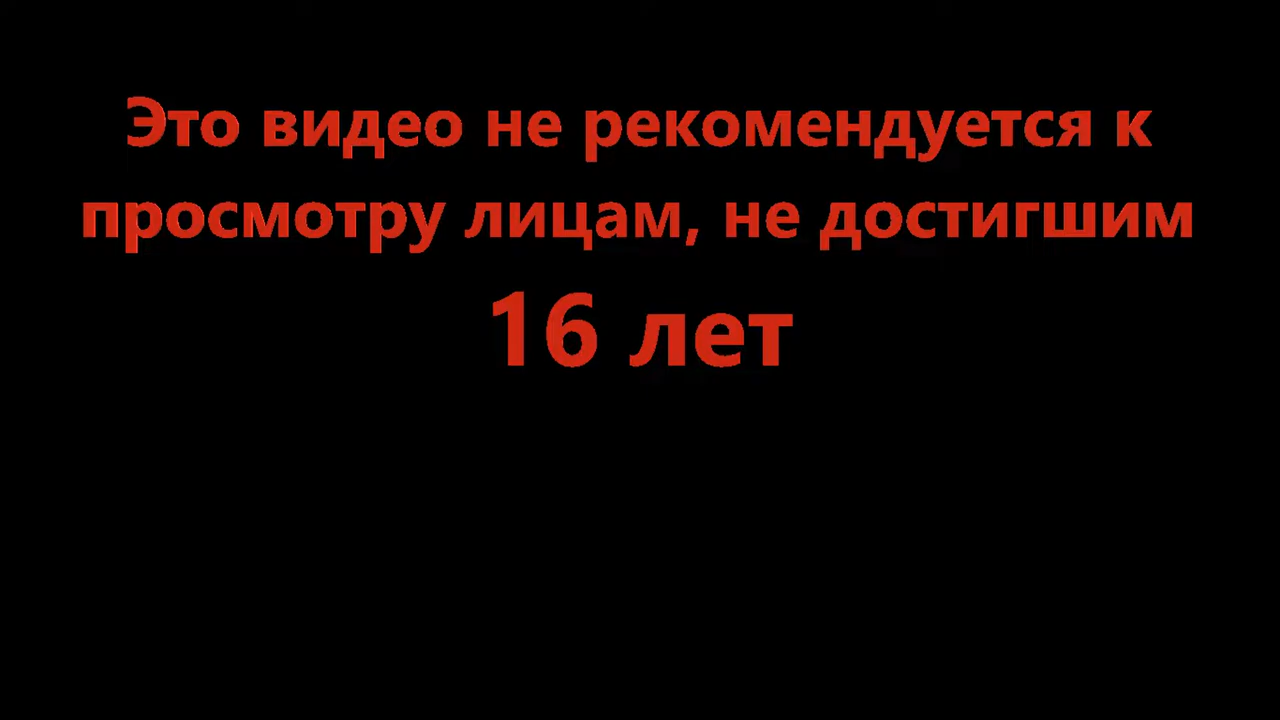 Это видео не рекомендуется к
просмотру лицам, не достигшим
16 лет